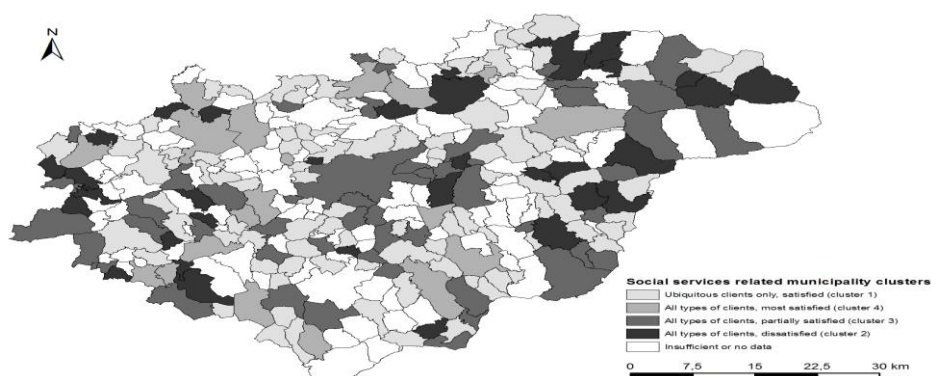 N
Social services related municipality clusters
Ubiquitous clients only, satisfied (cluster 1)
All types of clients, most satisfied (cluster 4)
All types of clients, partially satisfied (cluster 3)
All types of clients, dissatisfied (cluster 2)
Insufficient or no data
0 7,5 15 22,5 30 km